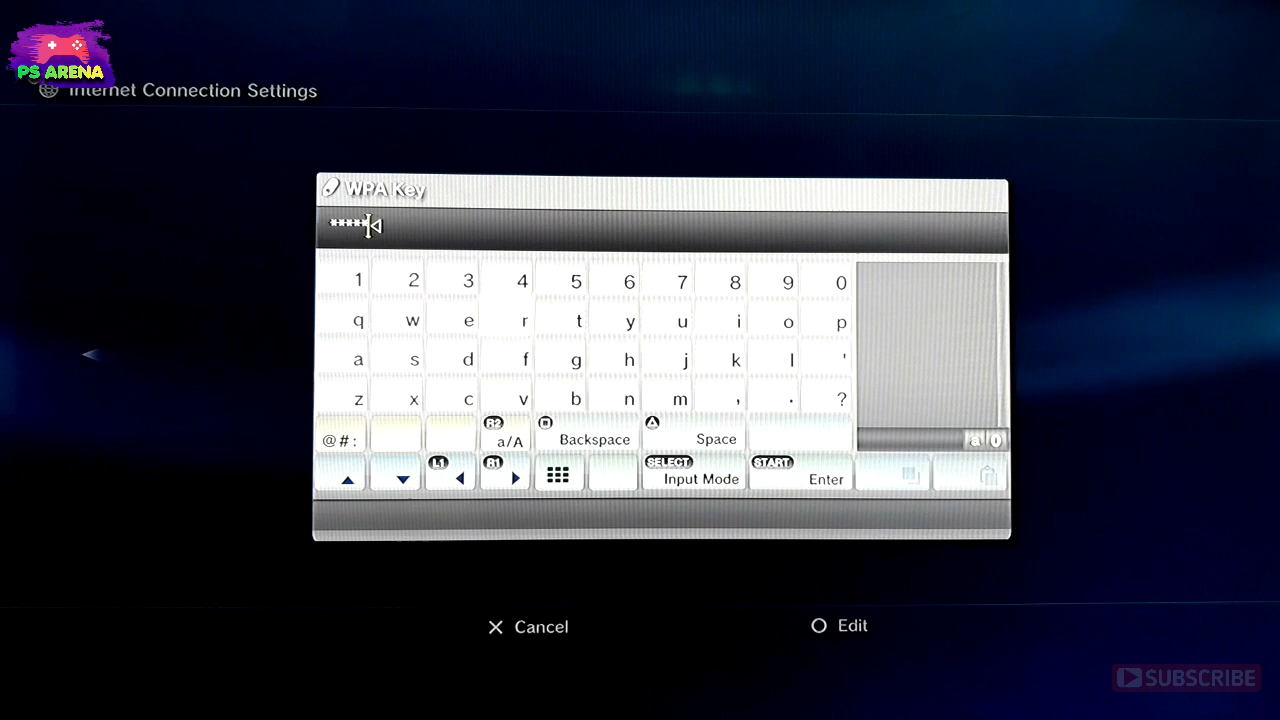 PS ARENA
Internet Connection Settings
WPA Key
*****
1 2 3 4 5 6 7 8 9 0
q w e r t y u i o p
a s d f g h j k l '
z x c v b n m , . ?
@#: R2 a/A Backspace Space
a 0
L1 R1 SELECT Input Mode START Enter
Cancel Edit
SUBSCRIBE